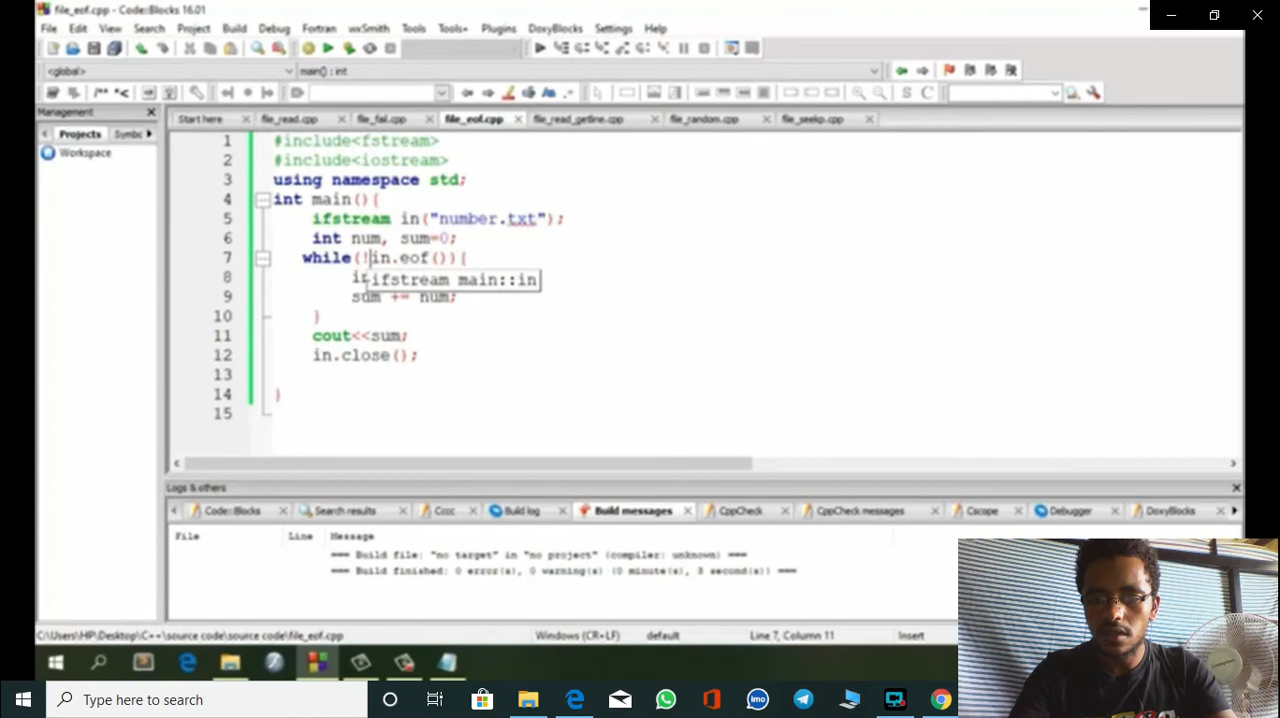 file_eof.cpp - Code::Blocks 16.01
File Edit View Search Project Build Debug Fortran wxSmith Tools Tools+ Plugins DoxyBlocks Settings Help
<global> main() : int
/** *<
S C
Management
Projects Symbc
Workspace
Start here file_read.cpp file_fail.cpp file_eof.cpp file_read_getline.cpp file_random.cpp file_seekp.cpp
1 #include<fstream>
2 #include<iostream>
3 using namespace std;
4 int main(){
5 ifstream in("number.txt");
6 int num, sum=0;
7 while(!in.eof()){
8 ifstream main::in
9 sum += num;
10 }
11 cout<<sum;
12 in.close();
13
14 }
15
Logs & others
Code::Blocks Search results Cccc Build log Build messages CppCheck CppCheck messages Cscope Debugger DoxyBlocks
File Line Message
=== Build file: "no target" in "no project" (compiler: unknown) ===
=== Build finished: 0 error(s), 0 warning(s) (0 minute(s), 3 second(s)) ===
C:\Users\HP\Desktop\C++\source code\source code\file_eof.cpp Windows (CR+LF) default Line 7, Column 11 Insert
Type here to search
imo